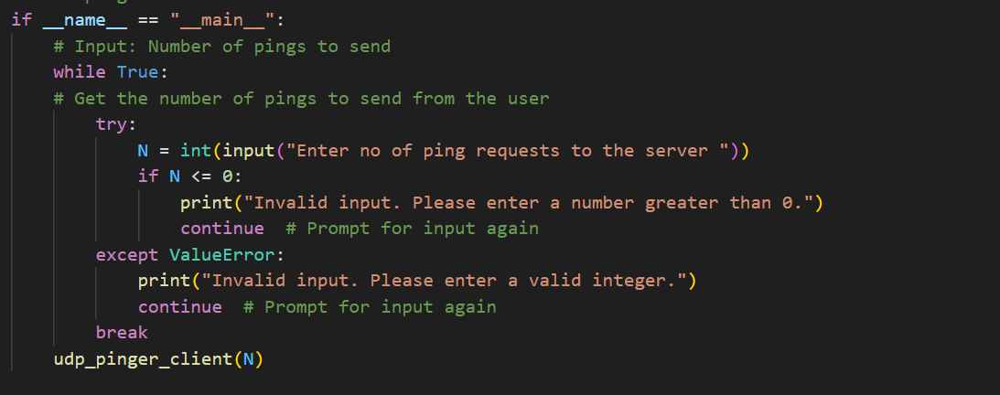 if __name__ == "__main__":
    # Input: Number of pings to send
    while True:
    # Get the number of pings to send from the user
        try:
            N = int(input("Enter no of ping requests to the server "))
            if N <= 0:
                print("Invalid input. Please enter a number greater than 0.")
                continue  # Prompt for input again
        except ValueError:
            print("Invalid input. Please enter a valid integer.")
            continue  # Prompt for input again
        break
    udp_pinger_client(N)